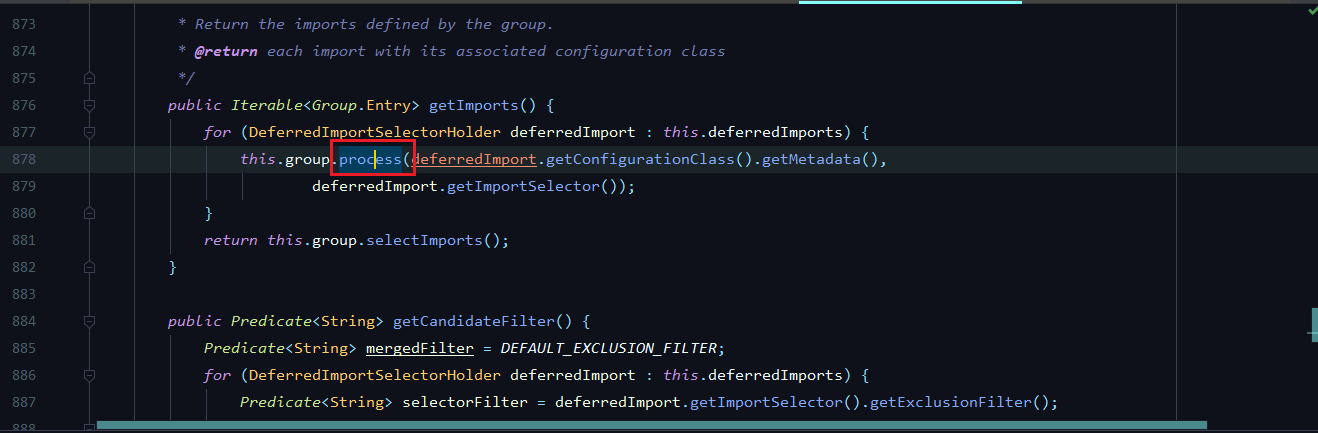 873 * Return the imports defined by the group.
874 * @return each import with its associated configuration class
875 */
876 public Iterable<Group.Entry> getImports() {
877 for (DeferredImportSelectorHolder deferredImport : this.deferredImports) {
878 this.group.process(deferredImport.getConfigurationClass().getMetadata(),
879 deferredImport.getImportSelector());
880 }
881 return this.group.selectImports();
882 }
883
884 public Predicate<String> getCandidateFilter() {
885 Predicate<String> mergedFilter = DEFAULT_EXCLUSION_FILTER;
886 for (DeferredImportSelectorHolder deferredImport : this.deferredImports) {
887 Predicate<String> selectorFilter = deferredImport.getImportSelector().getExclusionFilter();
888